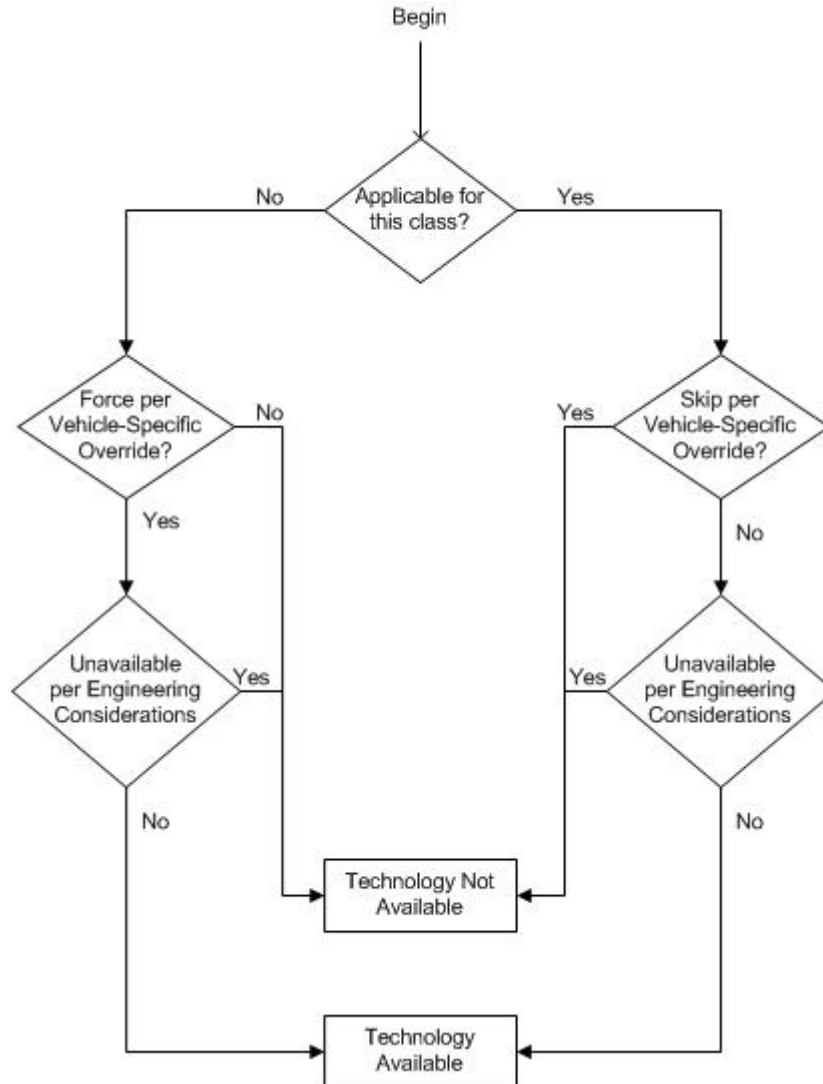 Begin
Applicable for
this class?
No
Yes
Force per
Vehicle-Specific
Override?
No
Yes
Skip per
Vehicle-Specific
Override?
Yes
No
Unavailable
per Engineering
Considerations
Yes
No
Unavailable
per Engineering
Considerations
Yes
No
Technology Not
Available
Technology
Available